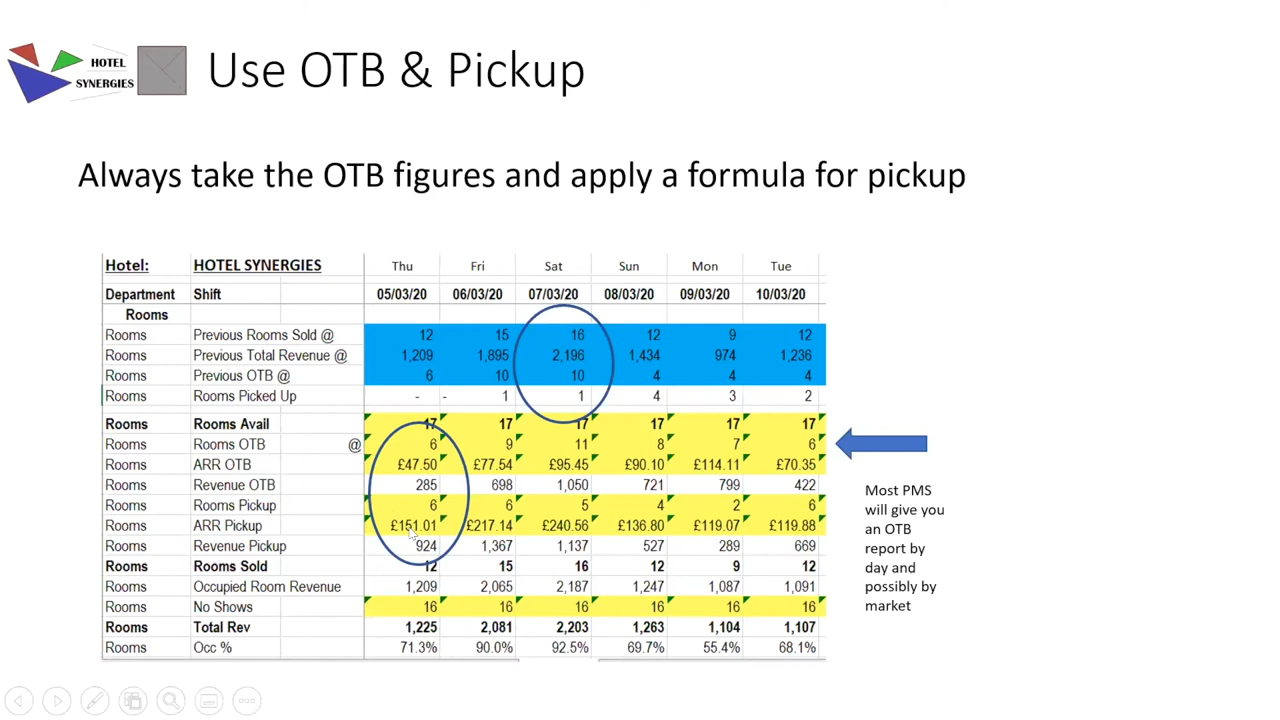 HOTEL
SYNERGIES
Use OTB & Pickup
Always take the OTB figures and apply a formula for pickup
Hotel: HOTEL SYNERGIES Thu Fri Sat Sun Mon Tue
Department Shift 05/03/20 06/03/20 07/03/20 08/03/20 09/03/20 10/03/20
Rooms
Rooms Previous Rooms Sold @ 12 15 16 12 9 12
Rooms Previous Total Revenue @ 1,209 1,895 2,196 1,434 974 1,236
Rooms Previous OTB @ 6 10 10 4 4 4
Rooms Rooms Picked Up - - 1 1 4 3 2
Rooms Rooms Avail 17 17 17 17 17 17
Rooms Rooms OTB @ 6 9 11 8 7 6
Rooms ARR OTB £47.50 £77.54 £95.45 £90.10 £114.11 £70.35
Rooms Revenue OTB 285 698 1,050 721 799 422
Rooms Rooms Pickup 6 6 5 4 2 6
Rooms ARR Pickup £151.01 £217.14 £240.56 £136.80 £119.07 £119.88
Rooms Revenue Pickup 924 1,367 1,137 527 289 669
Rooms Rooms Sold 12 15 16 12 9 12
Rooms Occupied Room Revenue 1,209 2,065 2,187 1,247 1,087 1,091
Rooms No Shows 16 16 16 16 16 16
Rooms Total Rev 1,225 2,081 2,203 1,263 1,104 1,107
Rooms Occ % 71.3% 90.0% 92.5% 69.7% 55.4% 68.1%
Most PMS
will give you
an OTB
report by
day and
possibly by
market